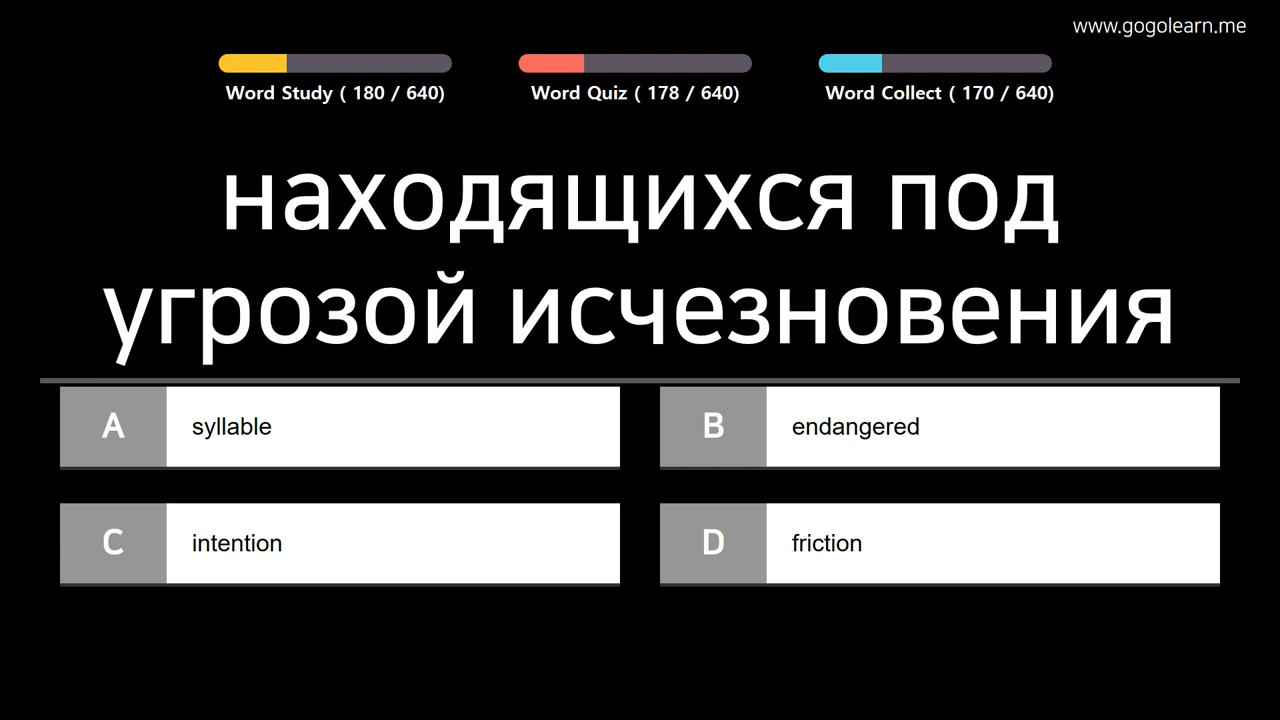 www.gogolearn.me
Word Study ( 180 / 640)
Word Quiz ( 178 / 640)
Word Collect ( 170 / 640)
находящихся под
угрозой исчезновения
A syllable
B endangered
C intention
D friction